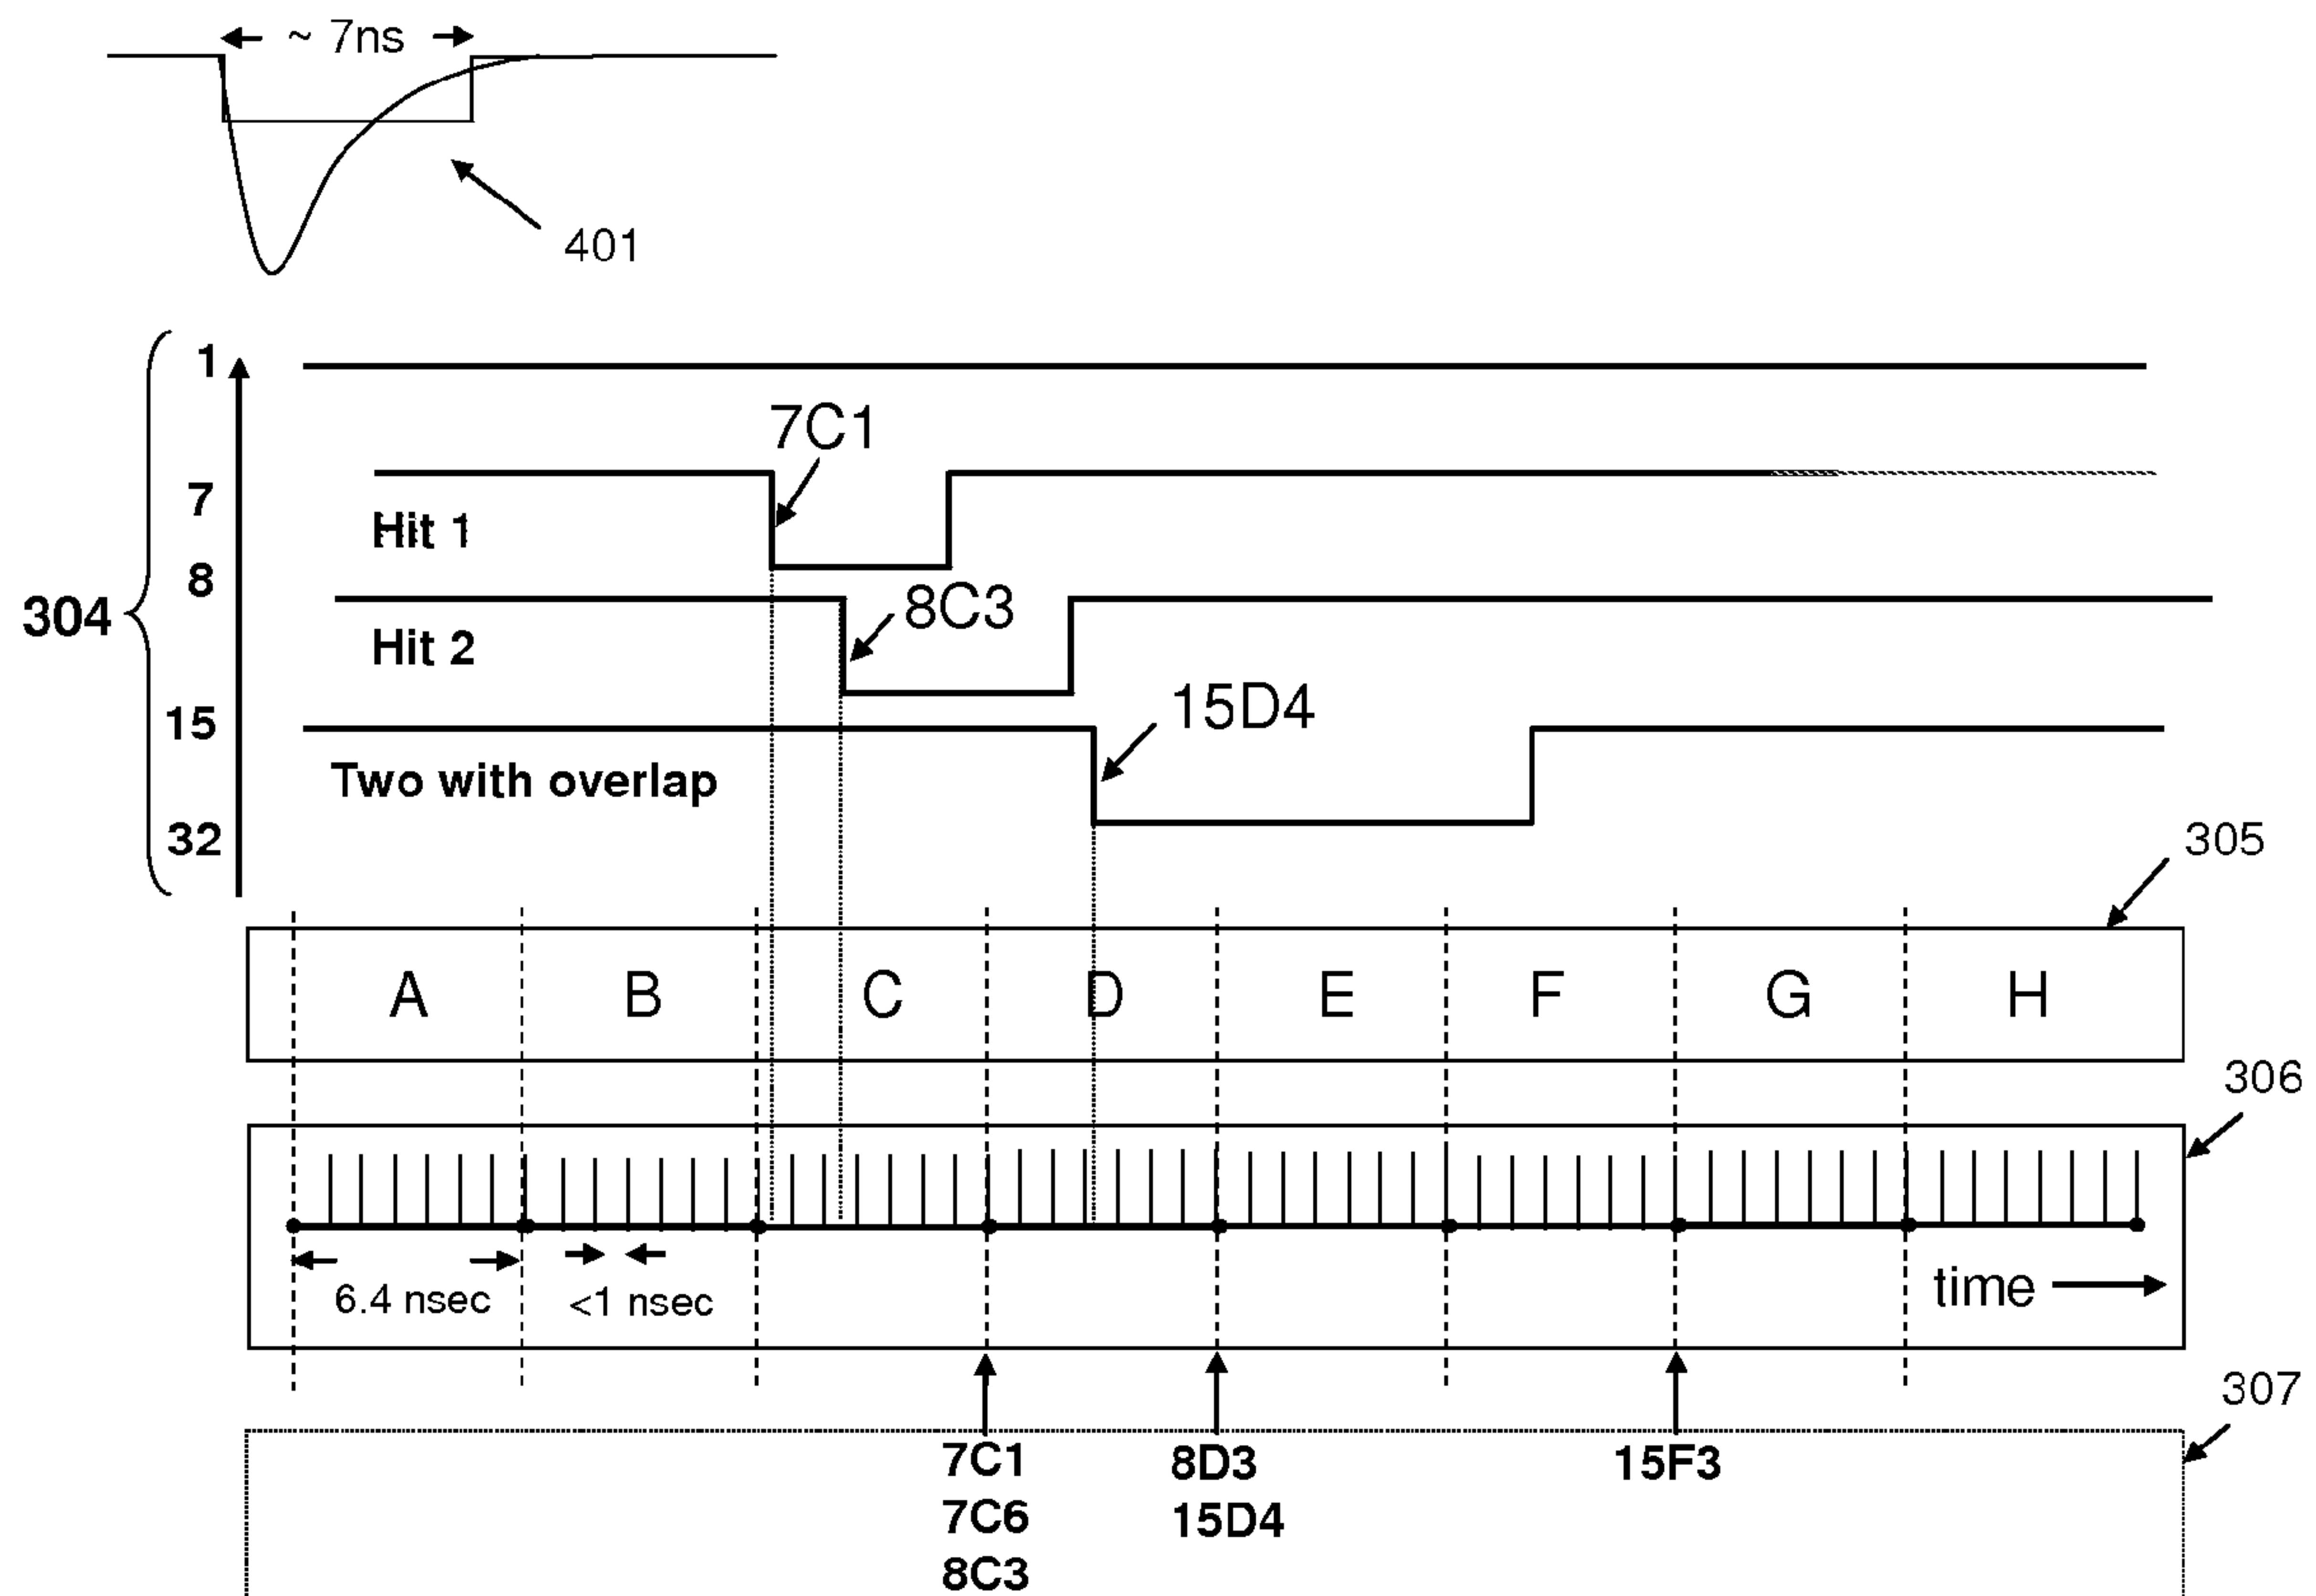 ~ 7ns
401
304
1
7
8
15
32
7C1
Hit 1
8C3
Hit 2
15D4
Two with overlap
305
A B C D E F G H
306
6.4 nsec
<1 nsec
time
307
7C1
7C6
8C3
8D3
15D4
15F3